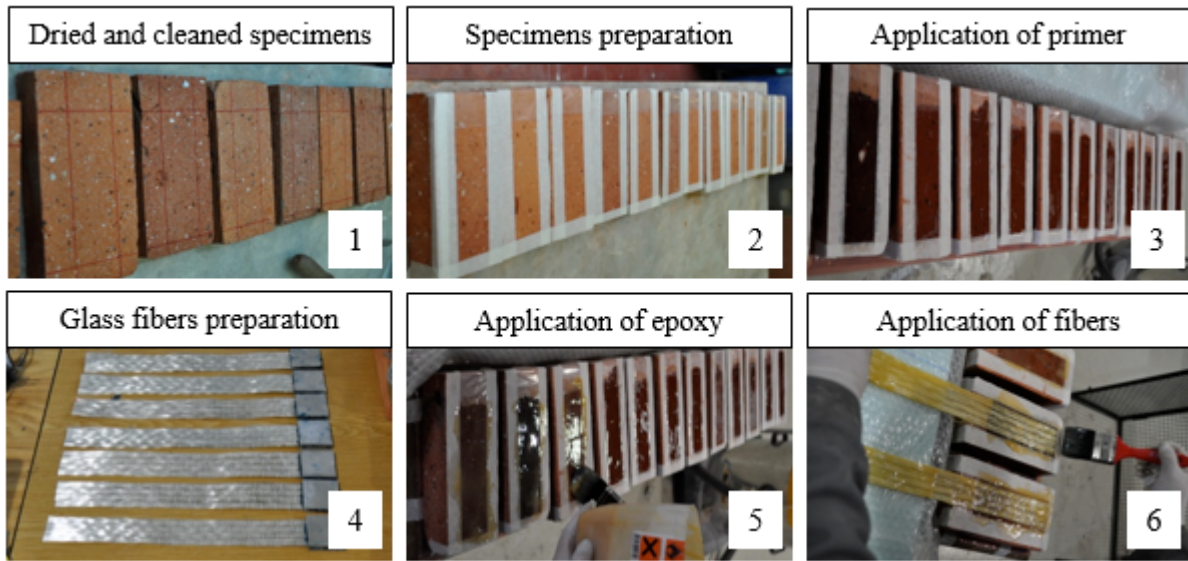 Dried and cleaned specimens
1
Specimens preparation
2
Application of primer
3
Glass fibers preparation
4
Application of epoxy
5
Application of fibers
6